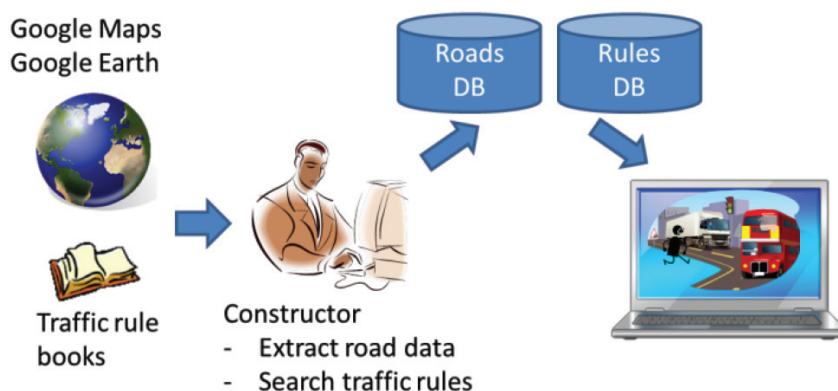 Google Maps
Google Earth
Roads
DB
Rules
DB
Traffic rule
books
Constructor
- Extract road data
- Search traffic rules